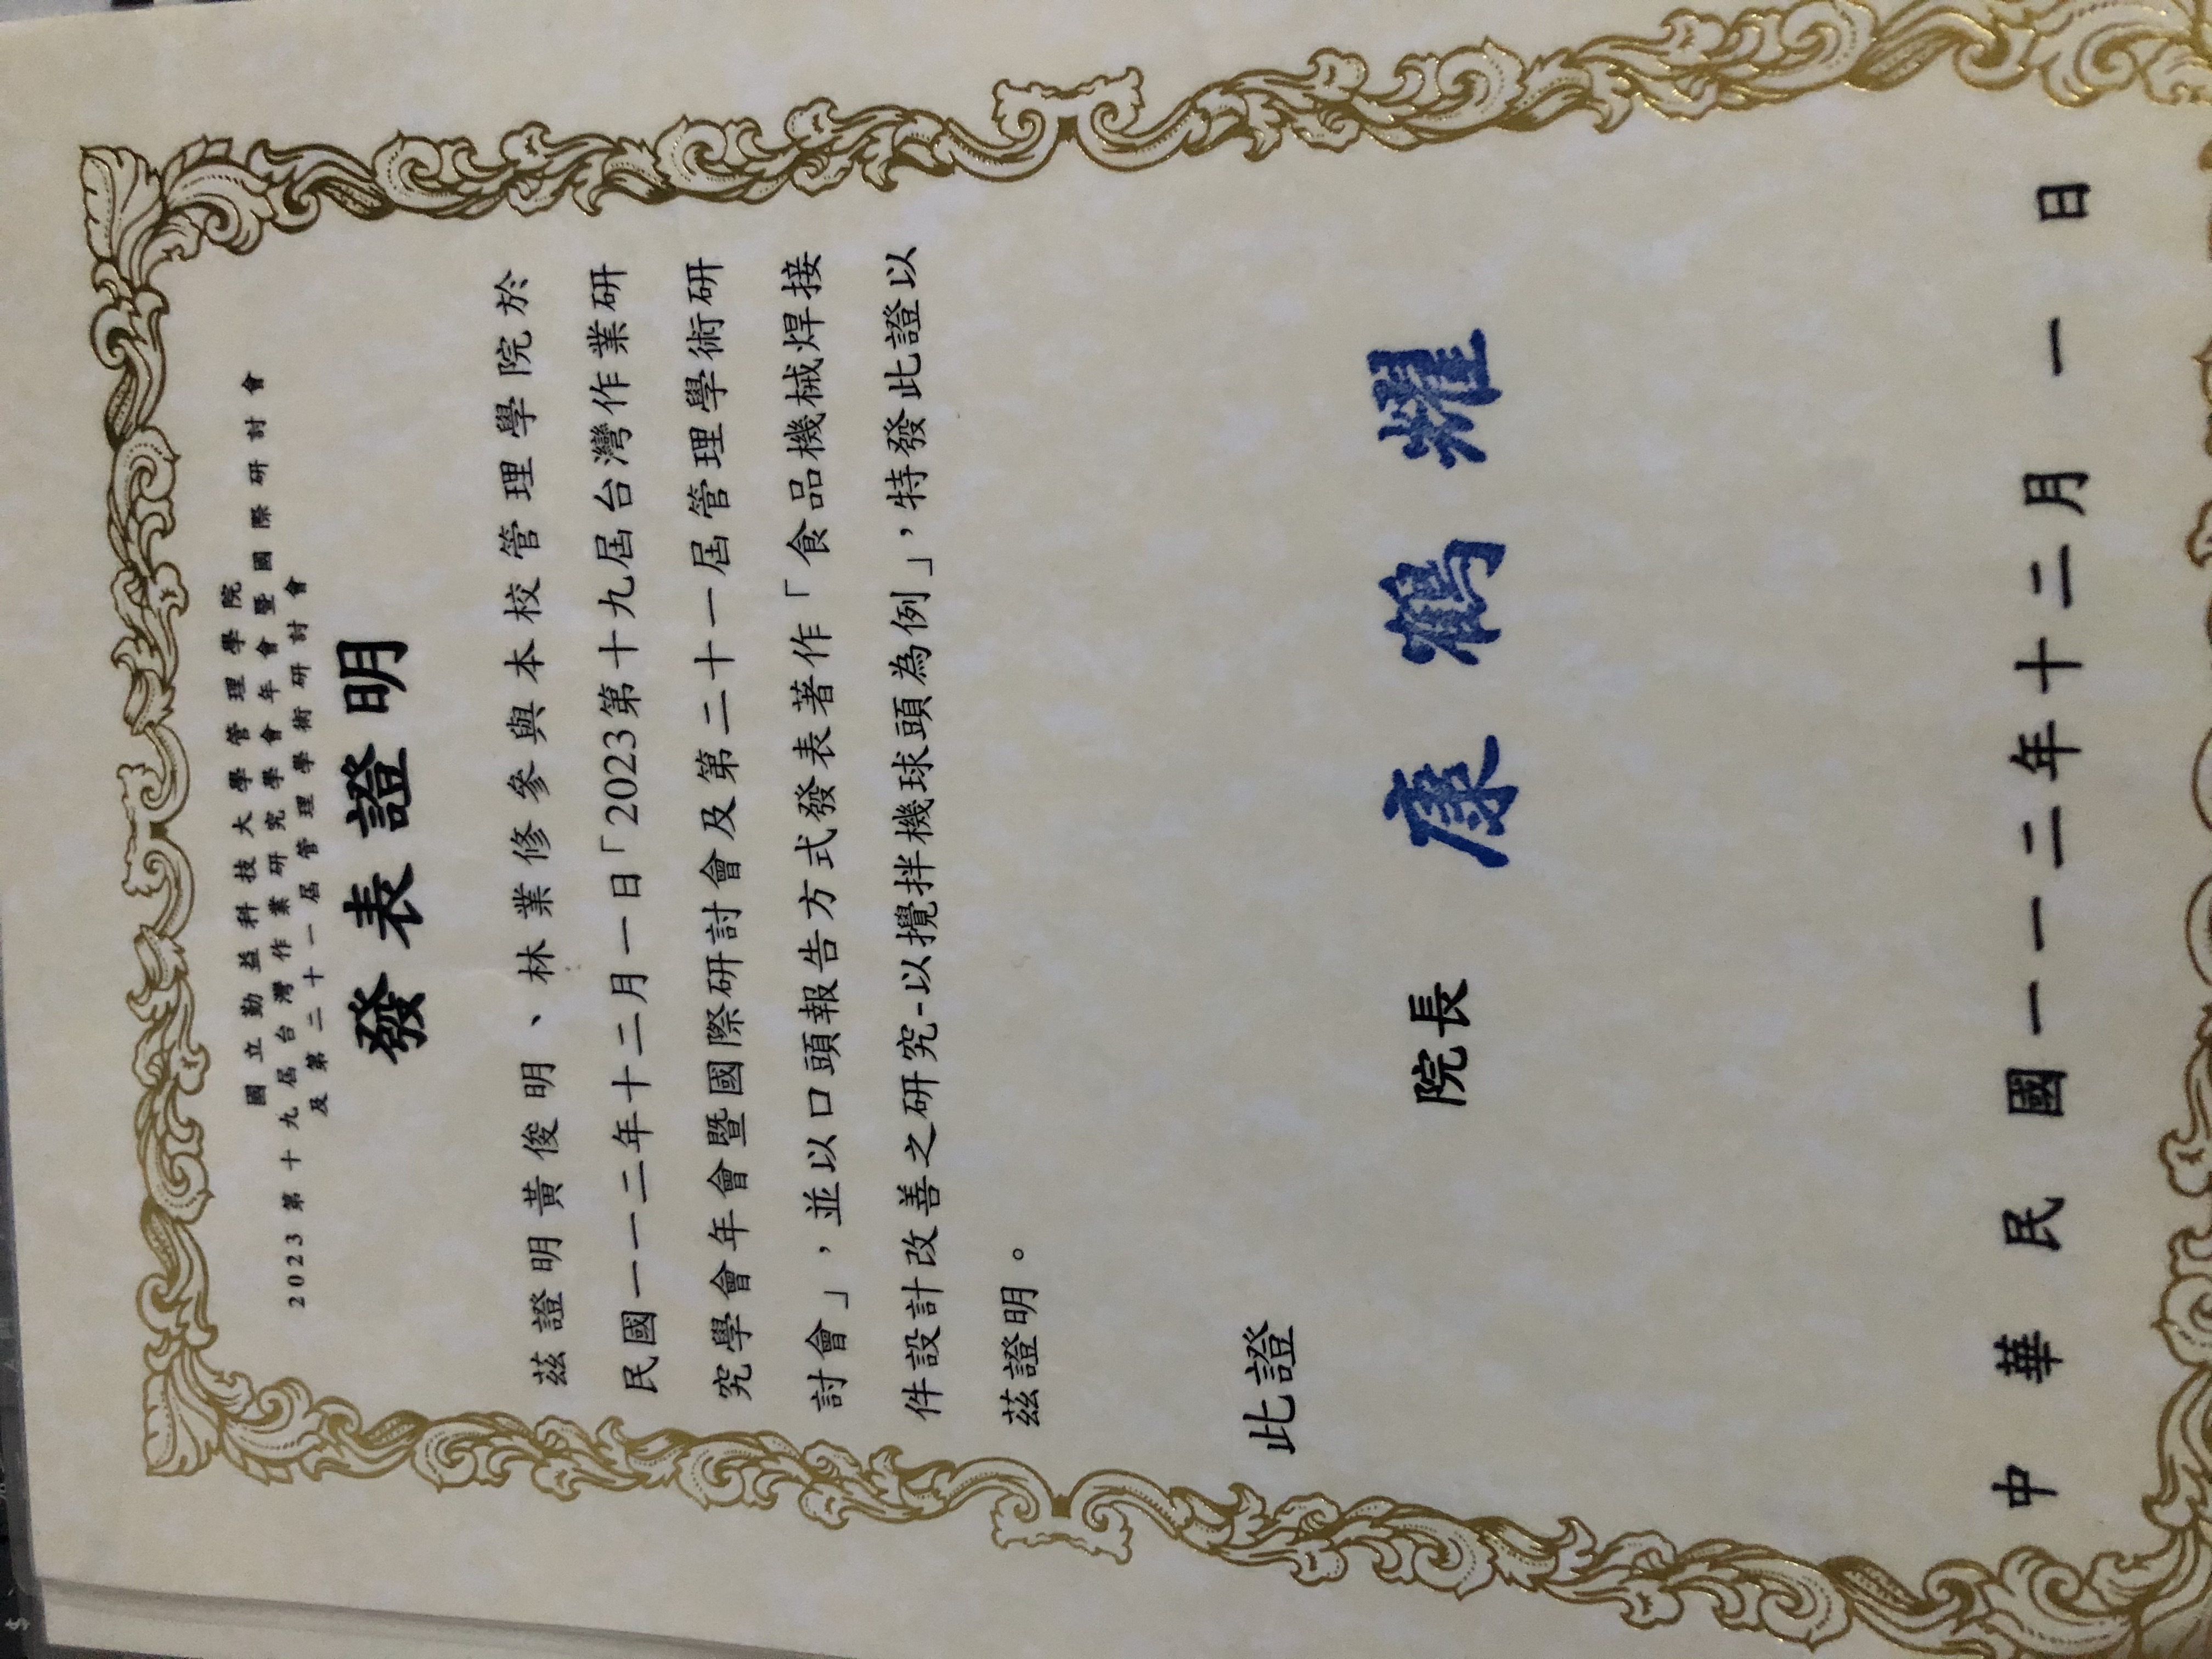 國立勤益科技大學管理學院
2023第十九屆台灣作業研究學會年會暨國際研討會
及第二十一屆管理學術研討會
發表證明
茲證明黃俊明、林業修參與本校管理學院於
民國一一二年十二月一日「2023第十九屆台灣作業研
究學會年會暨國際研討會及第二十一屆管理學術研
討會」，並以口頭報告方式發表著作「食品機械焊接
件設計改善之研究-以攪拌機球頭為例」，特發此證以
茲證明。
此證
院長 康鶴耀
中華民國一一二年十二月一日